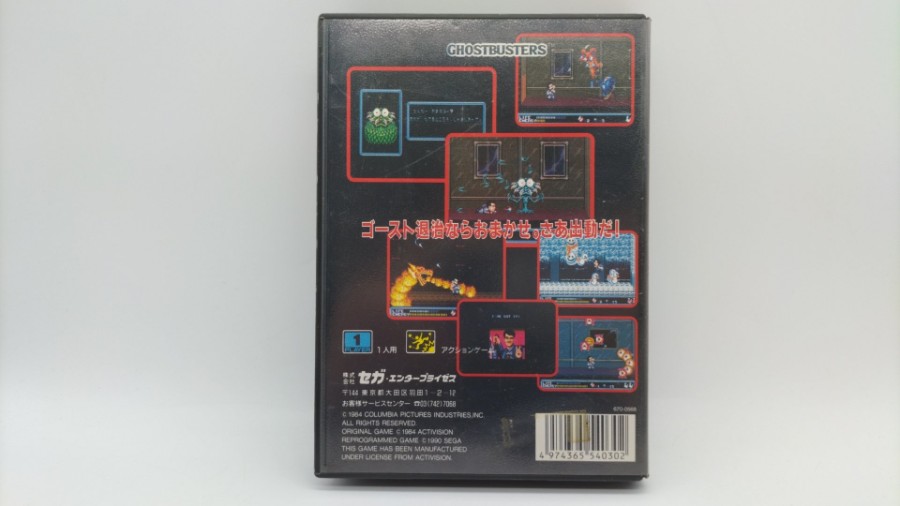 GHOSTBUSTERS
ゴースト退治ならおまかせ。さあ出動だ!
1
PLAYER
1人用
アクションゲーム
株式会社 セガ・エンタープライゼス
〒144 東京都大田区羽田1-2-12
お客様サービスセンター ☎03(742)7068
© 1984 COLUMBIA PICTURES INDUSTRIES/INC.
ALL RIGHTS RESERVED.
ORIGINAL GAME © 1984 ACTIVISION
REPROGRAMMED GAME © 1990 SEGA
THIS GAME HAS BEEN MANUFACTURED
UNDER LICENSE FROM ACTIVISION.
4 974365 540302